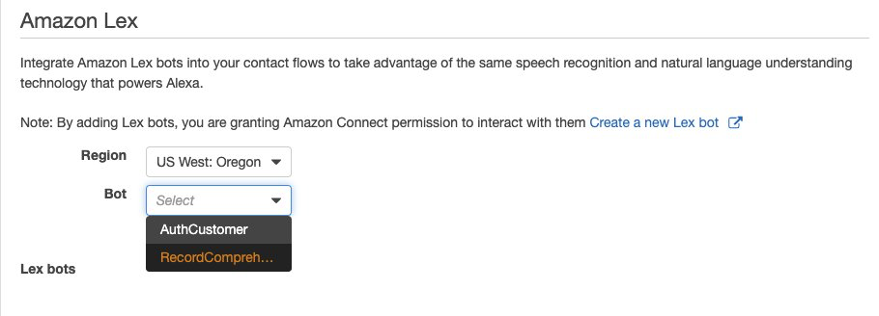 Amazon Lex
Integrate Amazon Lex bots into your contact flows to take advantage of the same speech recognition and natural language understanding
technology that powers Alexa.
Note: By adding Lex bots, you are granting Amazon Connect permission to interact with them Create a new Lex bot
Region US West: Oregon
Bot Select
AuthCustomer
RecordCompreh...
Lex bots